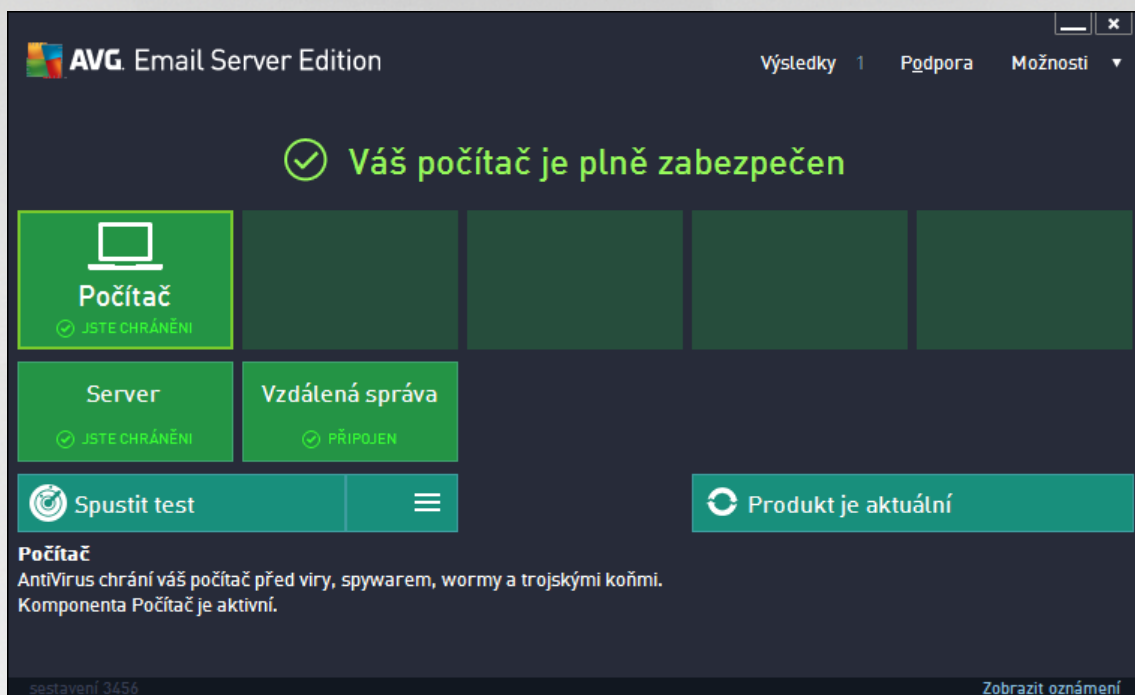 AVG. Email Server Edition
Výsledky 1 Podpora Možnosti
Váš počítač je plně zabezpečen
Počítač
JSTE CHRÁNĚNI
Server
JSTE CHRÁNĚNI
Vzdálená správa
PŘIPOJEN
Spustit test
Produkt je aktuální
Počítač
AntiVirus chrání váš počítač před viry, spywarem, wormy a trojskými koňmi.
Komponenta Počítač je aktivní.
sestavení 3456
Zobrazit oznámení